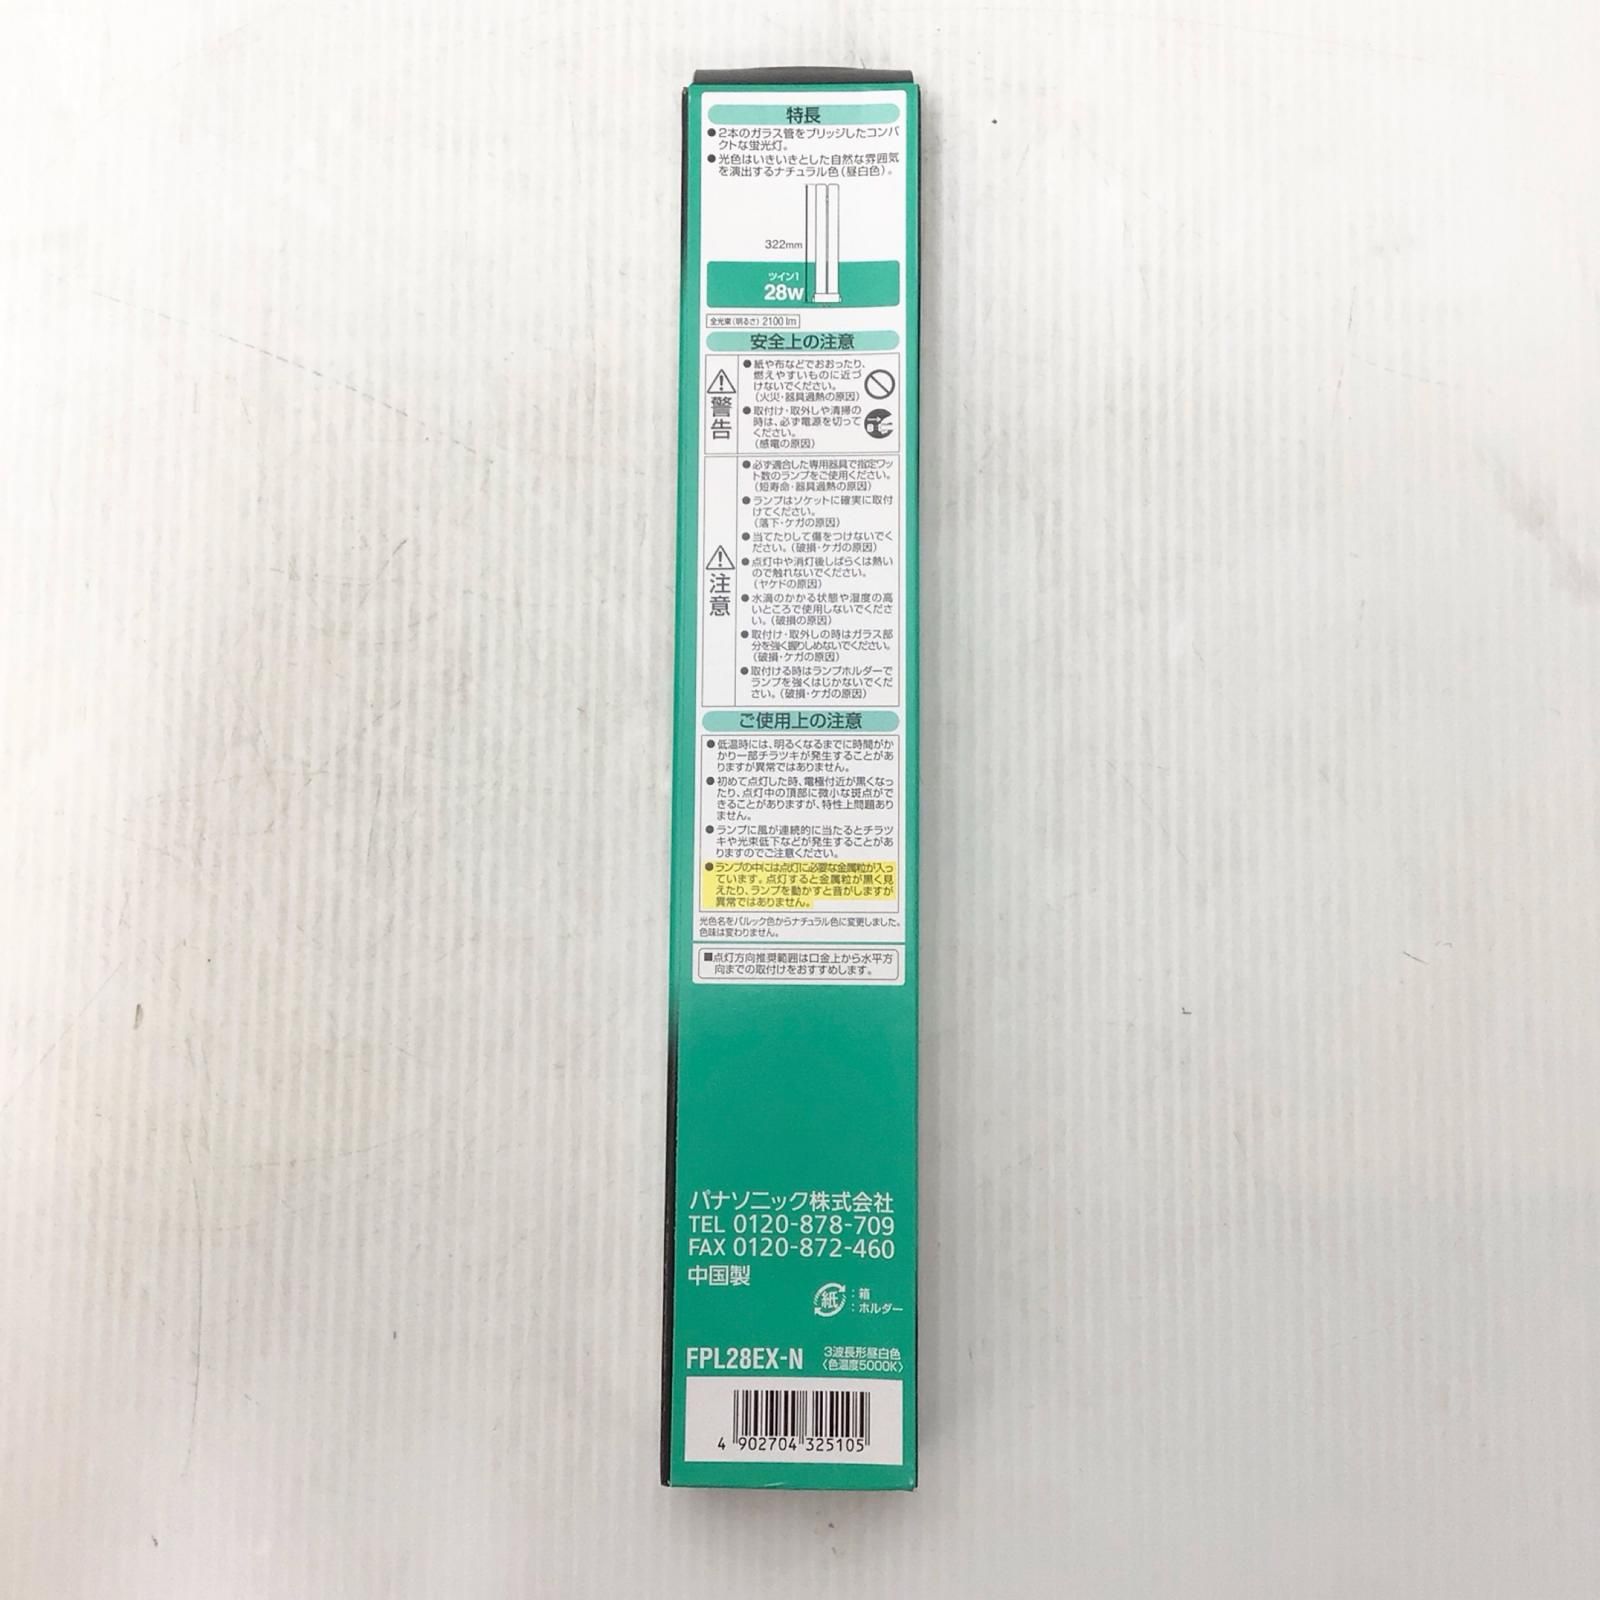 特長
●2本のガラス管をブリッジしたコンパ
クトな蛍光灯。
●光色はいきいきとした自然な雰囲気
を演出するナチュラル色(昼白色)。
322mm
ツイン1
28W
全光束(明るさ) 2100 lm
安全上の注意
警告
●紙や布などでおおったり、
燃えやすいものに近づ
けないでください。
(火災・器具過熱の原因)
●取付け・取外しや清掃の
時は、必ず電源を切って
ください。
(感電の原因)
注意
●必ず適合した専用器具で指定ワッ
ト数のランプをご使用ください。
(短寿命・器具過熱の原因)
●ランプはソケットに確実に取付
けてください。
(落下・ケガの原因)
●当てたりして傷をつけないでく
ださい。(破損・ケガの原因)
●点灯中や消灯後しばらくは熱い
ので触れないでください。
(ヤケドの原因)
●水滴のかかる状態や湿度の高
いところで使用しないでくださ
い。(破損の原因)
●取付け・取外しの時はガラス部
分を強く握りしめないでください。
(破損・ケガの原因)
●取付ける時はランプホルダーで
ランプを強くはじかないでくだ
さい。(破損・ケガの原因)
ご使用上の注意
●低温時には、明るくなるまでに時間がか
かり一部チラツキが発生することがあ
りますが異常ではありません。
●初めて点灯した時、電極付近が黒くなっ
たり、点灯中の頂部に微小な斑点がで
きることがありますが、特性上問題あり
ません。
●ランプに風が連続的に当たるとチラツ
キや光束低下などが発生することがあ
りますのでご注意ください。
●ランプの中には点灯に必要な金属粒が入っ
ています。点灯すると金属粒が黒く見
えたり、ランプを動かすと音がしますが
異常ではありません。
光色名をパルック色からナチュラル色に変更しました。
色味は変わりません。
■点灯方向推奨範囲は口金上から水平方
向までの取付けをおすすめします。
パナソニック株式会社
TEL 0120-878-709
FAX 0120-872-460
中国製
紙 :箱
:ホルダー
FPL28EX-N
3波長形昼白色
〈色温度5000K〉
4 902704 325105